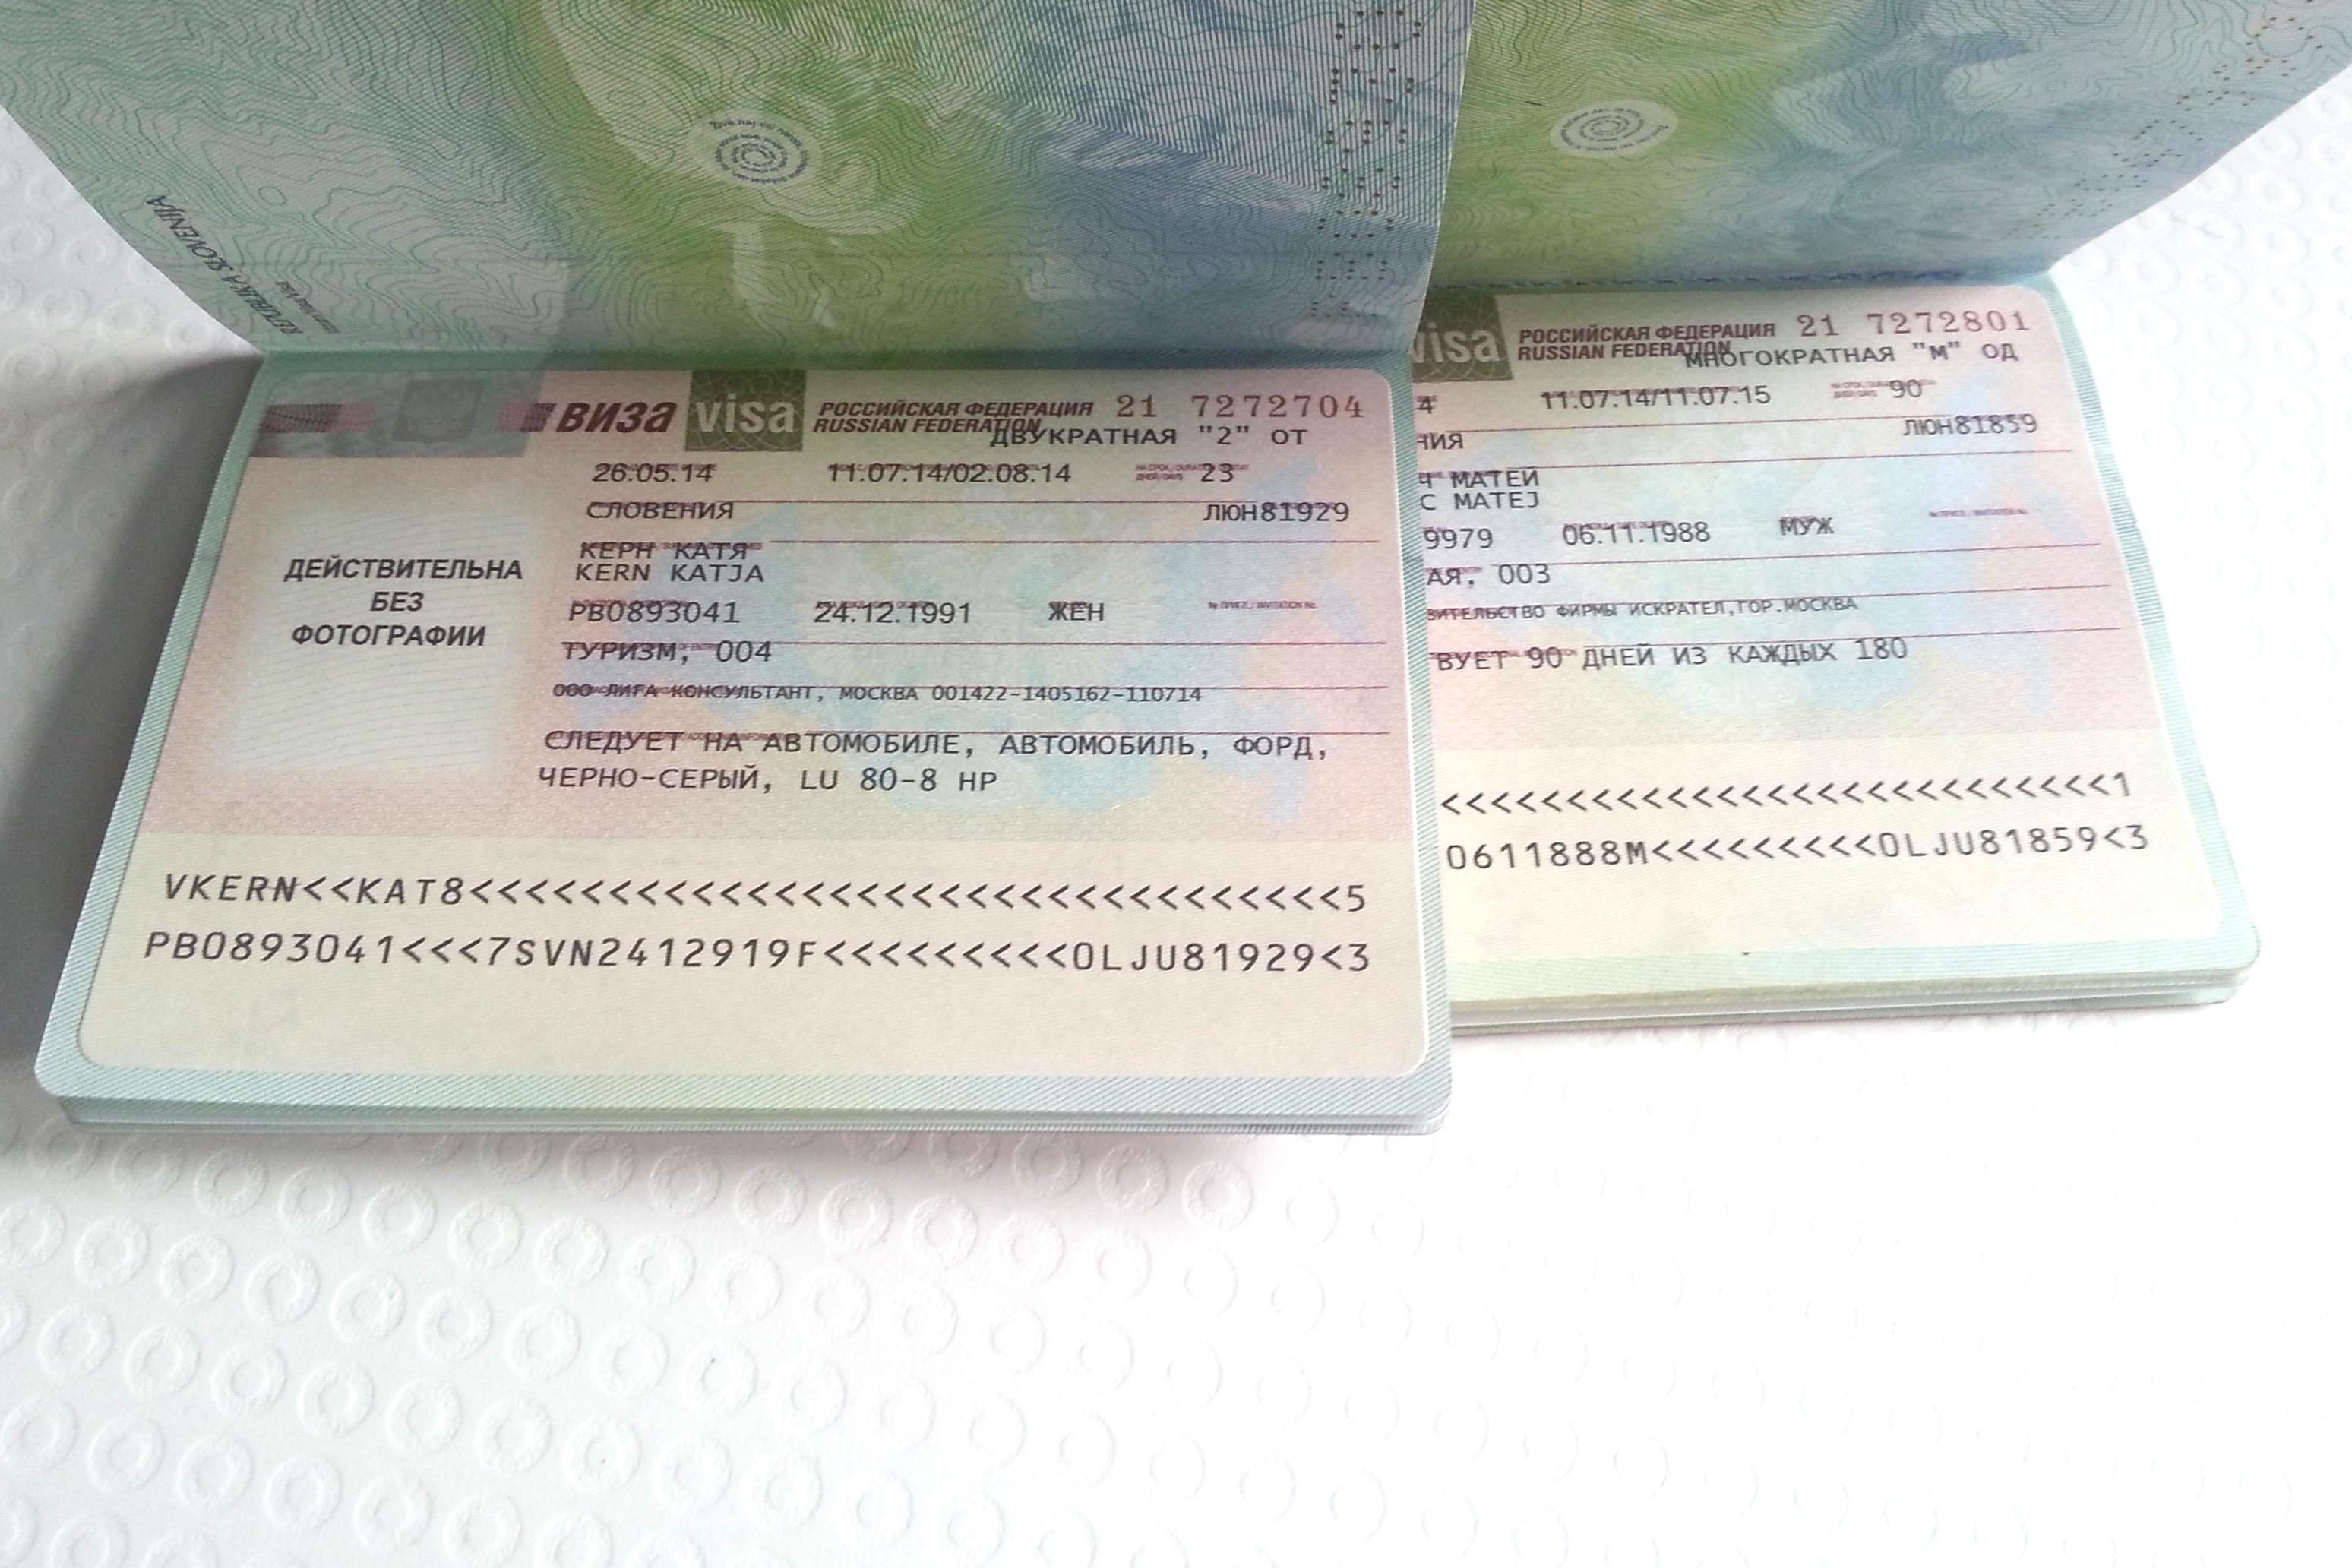 REPUBLIKA SLOVENIJA
ВИЗА visa РОССИЙСКАЯ ФЕДЕРАЦИЯ 21 7272704
RUSSIAN FEDERATION
ДВУКРАТНАЯ "2" ОТ
26.05.14 11.07.14/02.08.14 23
СЛОВЕНИЯ ЛЮН81929
КЕРН КАТЯ
KERN KATJA
PB0893041 24.12.1991 ЖЕН
ТУРИЗМ, 004
ООО ЛИГА КОНСУЛЬТАНТ, МОСКВА 001422-1405162-110714
СЛЕДУЕТ НА АВТОМОБИЛЕ, АВТОМОБИЛЬ, ФОРД,
ЧЕРНО-СЕРЫЙ, LU 80-8 HP
ДЕЙСТВИТЕЛЬНА
БЕЗ
ФОТОГРАФИИ
VKERN<<KAT8<<<<<<<<<<<<<<<<<<<<<<<<<<<<<<<<5
PB0893041<<<7SVN2412919F<<<<<<<<<0LJU81929<3
visa РОССИЙСКАЯ ФЕДЕРАЦИЯ 21 7272801
RUSSIAN FEDERATION
МНОГОКРАТНАЯ "М" ОД
4 11.07.14/11.07.15 90
НИЯ ЛЮН81859
Ч МАТЕЙ
C MATEJ
9979 06.11.1988 МУЖ
АЯ, 003
ВИТЕЛЬСТВО ФИРМЫ ИСКРАТЕЛ,ГОР.МОСКВА
ВУЕТ 90 ДНЕЙ ИЗ КАЖДЫХ 180
<<<<<<<<<<<<<<<<<<<<<<<<<<1
0611888M<<<<<<<<<0LJU81859<3